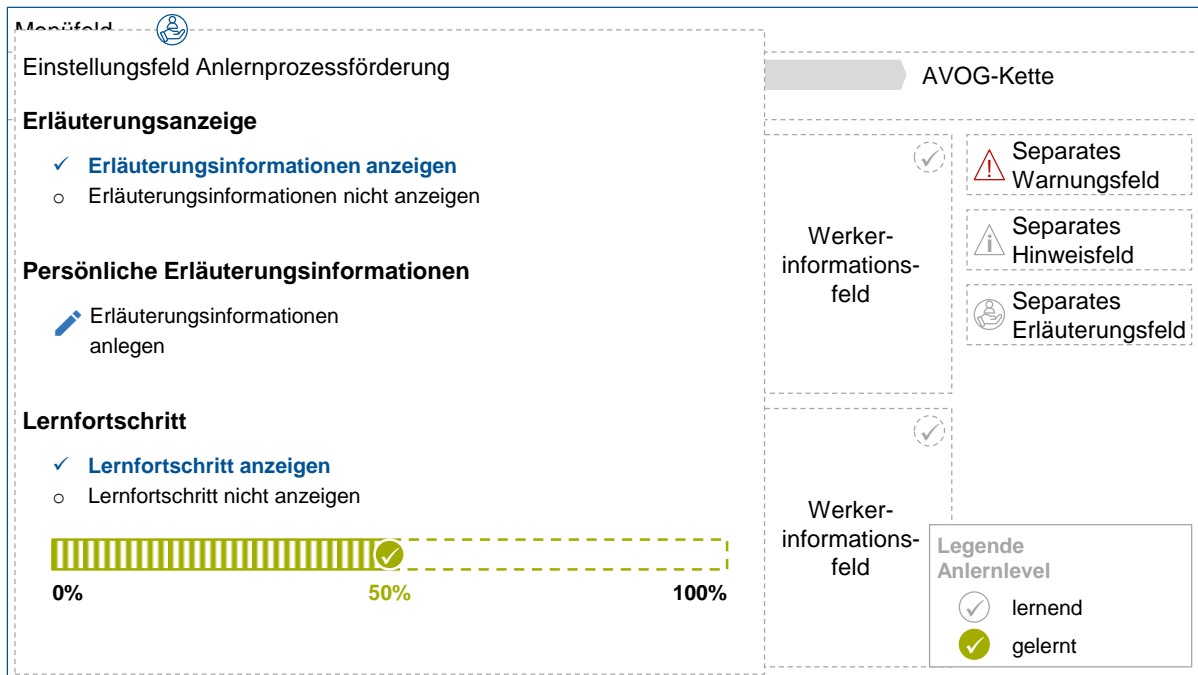 Menüfeld
Einstellungsfeld Anlernprozessförderung
AVOG-Kette
Erläuterungsanzeige
✓ Erläuterungsinformationen anzeigen
o Erläuterungsinformationen nicht anzeigen
Persönliche Erläuterungsinformationen
Erläuterungsinformationen
anlegen
Lernfortschritt
✓ Lernfortschritt anzeigen
o Lernfortschritt nicht anzeigen
0% 50% 100%
Werker-
informations-
feld
Werker-
informations-
feld
Separates
Warnungsfeld
Separates
Hinweisfeld
Separates
Erläuterungsfeld
Legende
Anlernlevel
lernend
gelernt